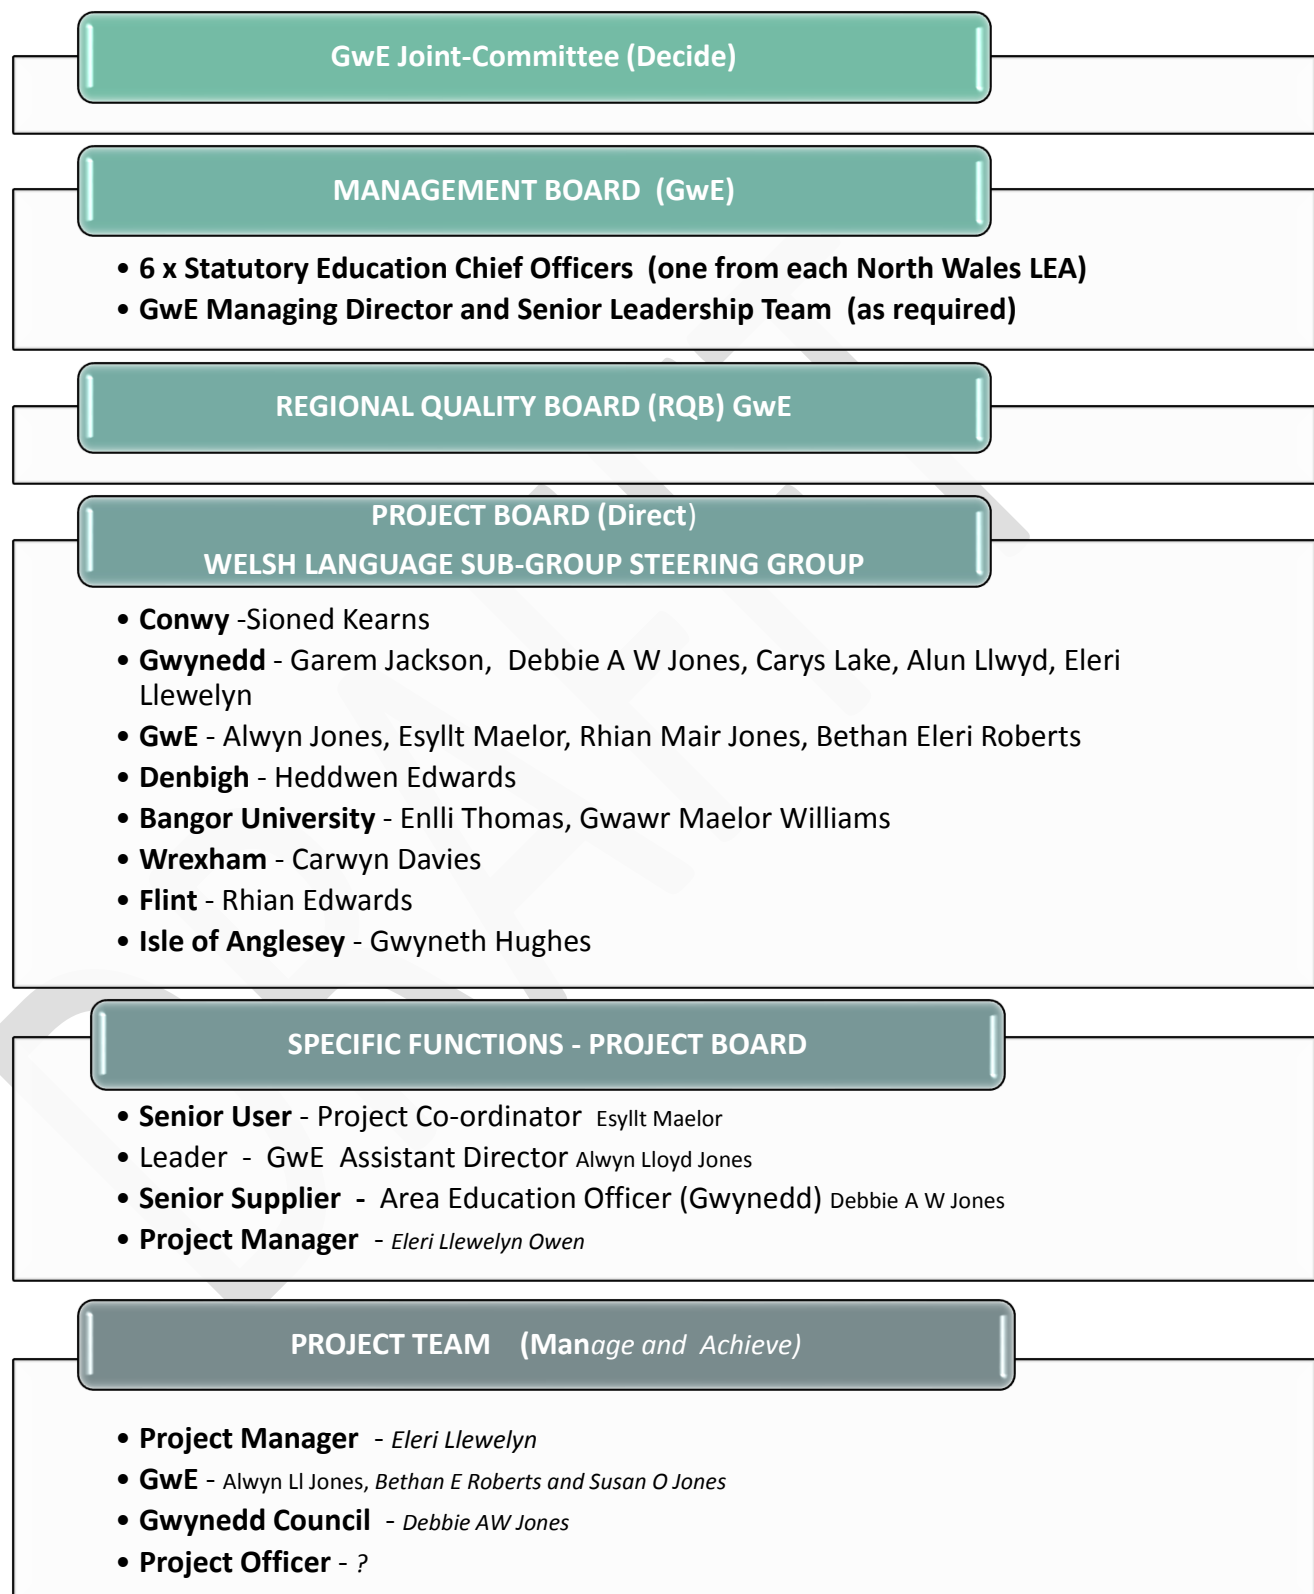 GwE Joint-Committee (Decide)
MANAGEMENT BOARD (GwE)
• 6 x Statutory Education Chief Officers (one from each North Wales LEA)
• GwE Managing Director and Senior Leadership Team (as required)
REGIONAL QUALITY BOARD (RQB) GwE
PROJECT BOARD (Direct)
WELSH LANGUAGE SUB-GROUP STEERING GROUP
• Conwy -Sioned Kearns
• Gwynedd - Garem Jackson, Debbie A W Jones, Carys Lake, Alun Llwyd, Eleri
Llewelyn
• GwE - Alwyn Jones, Esyllt Maelor, Rhian Mair Jones, Bethan Eleri Roberts
• Denbigh - Heddwen Edwards
• Bangor University - Enlli Thomas, Gwawr Maelor Williams
• Wrexham - Carwyn Davies
• Flint - Rhian Edwards
• Isle of Anglesey - Gwyneth Hughes
SPECIFIC FUNCTIONS - PROJECT BOARD
• Senior User - Project Co-ordinator Esyllt Maelor
• Leader - GwE Assistant Director Alwyn Lloyd Jones
• Senior Supplier - Area Education Officer (Gwynedd) Debbie A W Jones
• Project Manager - Eleri Llewelyn Owen
PROJECT TEAM (Manage and Achieve)
• Project Manager - Eleri Llewelyn
• GwE - Alwyn Ll Jones, Bethan E Roberts and Susan O Jones
• Gwynedd Council - Debbie AW Jones
• Project Officer - ?
DRAFT